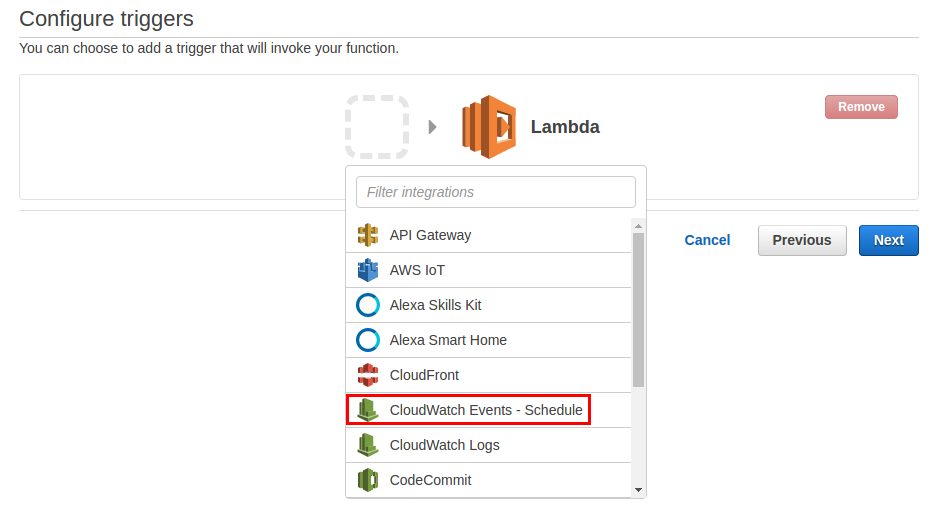 Configure triggers
You can choose to add a trigger that will invoke your function.
Remove
Lambda
Filter integrations
API Gateway
AWS IoT
Alexa Skills Kit
Alexa Smart Home
CloudFront
CloudWatch Events - Schedule
CloudWatch Logs
CodeCommit
Cancel
Previous
Next